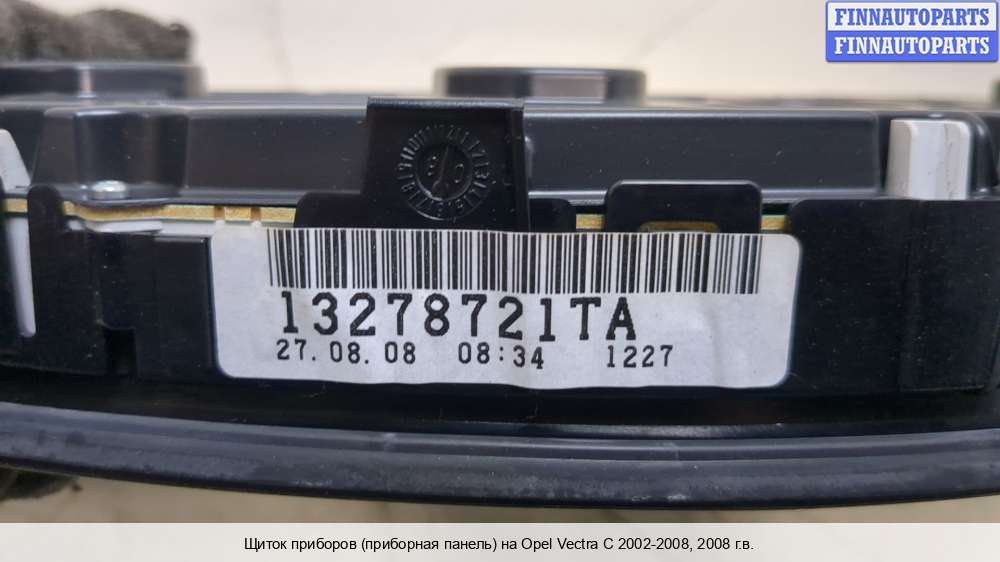 FINNAUTOPARTS
FINNAUTOPARTS
13278721TA
27.08.08 08:34 1227
Щиток приборов (приборная панель) на Opel Vectra C 2002-2008, 2008 г.в.